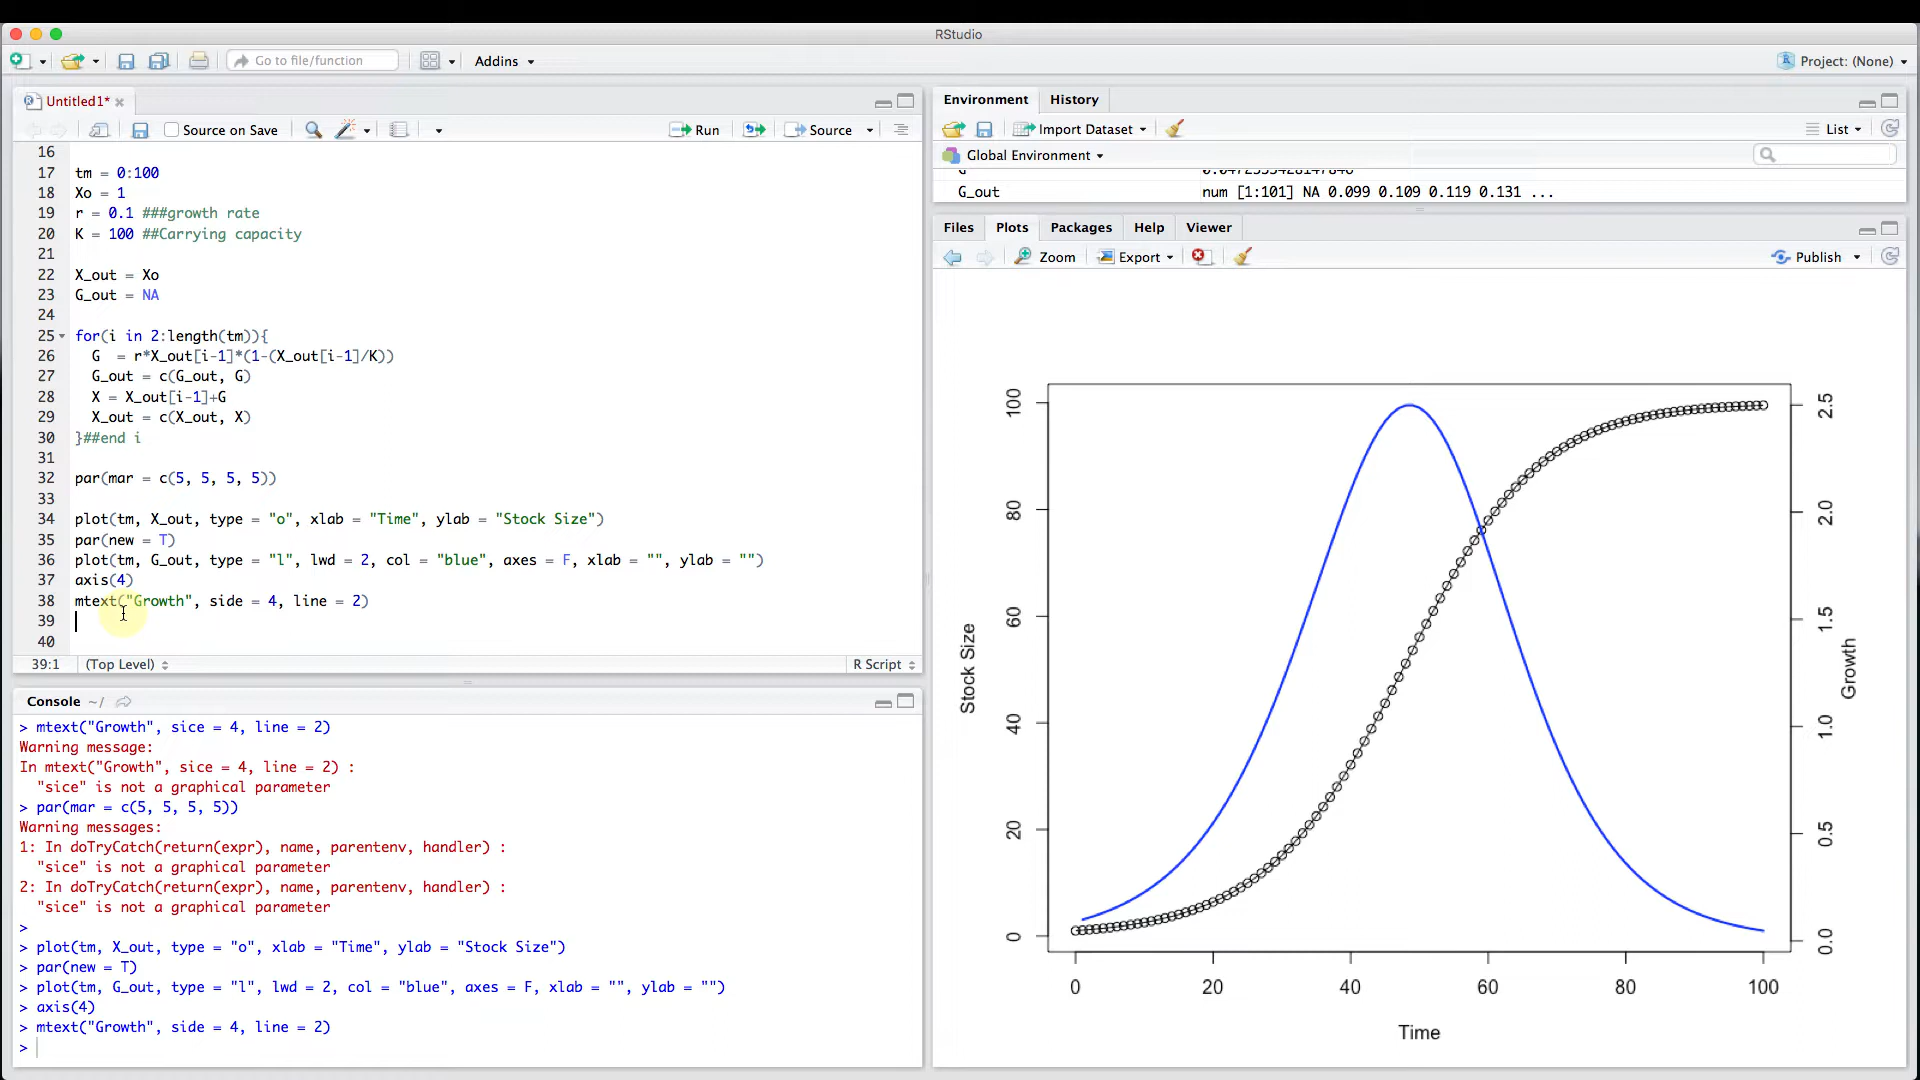 RStudio
Go to file/function
Addins
Project: (None)
Untitled1*
Source on Save
Run
Source
16
17 tm = 0:100
18 Xo = 1
19 r = 0.1 ###growth rate
20 K = 100 ##Carrying capacity
21
22 X_out = Xo
23 G_out = NA
24
25 for(i in 2:length(tm)){
26 G  = r*X_out[i-1]*(1-(X_out[i-1]/K))
27 G_out = c(G_out, G)
28 X = X_out[i-1]+G
29 X_out = c(X_out, X)
30 }##end i
31
32 par(mar = c(5, 5, 5, 5))
33
34 plot(tm, X_out, type = "o", xlab = "Time", ylab = "Stock Size")
35 par(new = T)
36 plot(tm, G_out, type = "l", lwd = 2, col = "blue", axes = F, xlab = "", ylab = "")
37 axis(4)
38 mtext("Growth", side = 4, line = 2)
39
40
39:1 (Top Level) R Script
Console ~/
> mtext("Growth", sice = 4, line = 2)
Warning message:
In mtext("Growth", sice = 4, line = 2) :
"sice" is not a graphical parameter
> par(mar = c(5, 5, 5, 5))
Warning messages:
1: In doTryCatch(return(expr), name, parentenv, handler) :
"sice" is not a graphical parameter
2: In doTryCatch(return(expr), name, parentenv, handler) :
"sice" is not a graphical parameter
>
> plot(tm, X_out, type = "o", xlab = "Time", ylab = "Stock Size")
> par(new = T)
> plot(tm, G_out, type = "l", lwd = 2, col = "blue", axes = F, xlab = "", ylab = "")
> axis(4)
> mtext("Growth", side = 4, line = 2)
>
Environment History
Import Dataset
List
Global Environment
G_out num [1:101] NA 0.099 0.109 0.119 0.131 ...
Files Plots Packages Help Viewer
Zoom Export Publish
Stock Size
100
80
60
40
20
0
2.5
2.0
1.5
1.0
0.5
0.0
Growth
0 20 40 60 80 100
Time